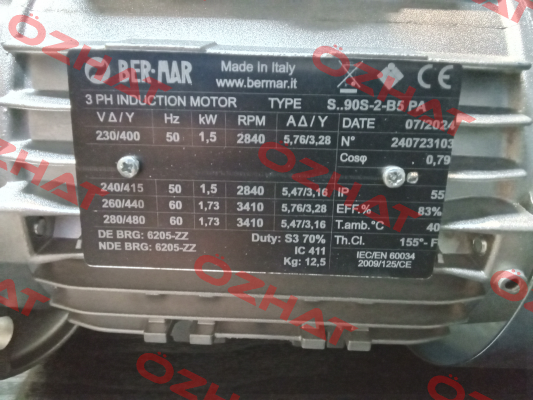 BER·MAR
Made in Italy
www.bermar.it
CE
3 PH INDUCTION MOTOR TYPE S..90S-2-B5 PA
V Δ/Y Hz kW RPM A Δ/Y DATE 07/2024
230/400 50 1,5 2840 5,76/3,28 N° 240723103
Cosφ 0,79
240/415 50 1,5 2840 5,47/3,16 IP 55
260/440 60 1,73 3410 5,76/3,28 EFF.% 83%
280/480 60 1,73 3410 5,47/3,16 T.amb.°C 40
DE BRG: 6205-ZZ Duty: S3 70% Th.Cl. 155°- F
NDE BRG: 6205-ZZ IC 411 IEC/EN 60034
Kg: 12,5 2009/125/CE
OZHAT
OZHAT
OZHAT
OZHAT
OZHAT
OZHAT